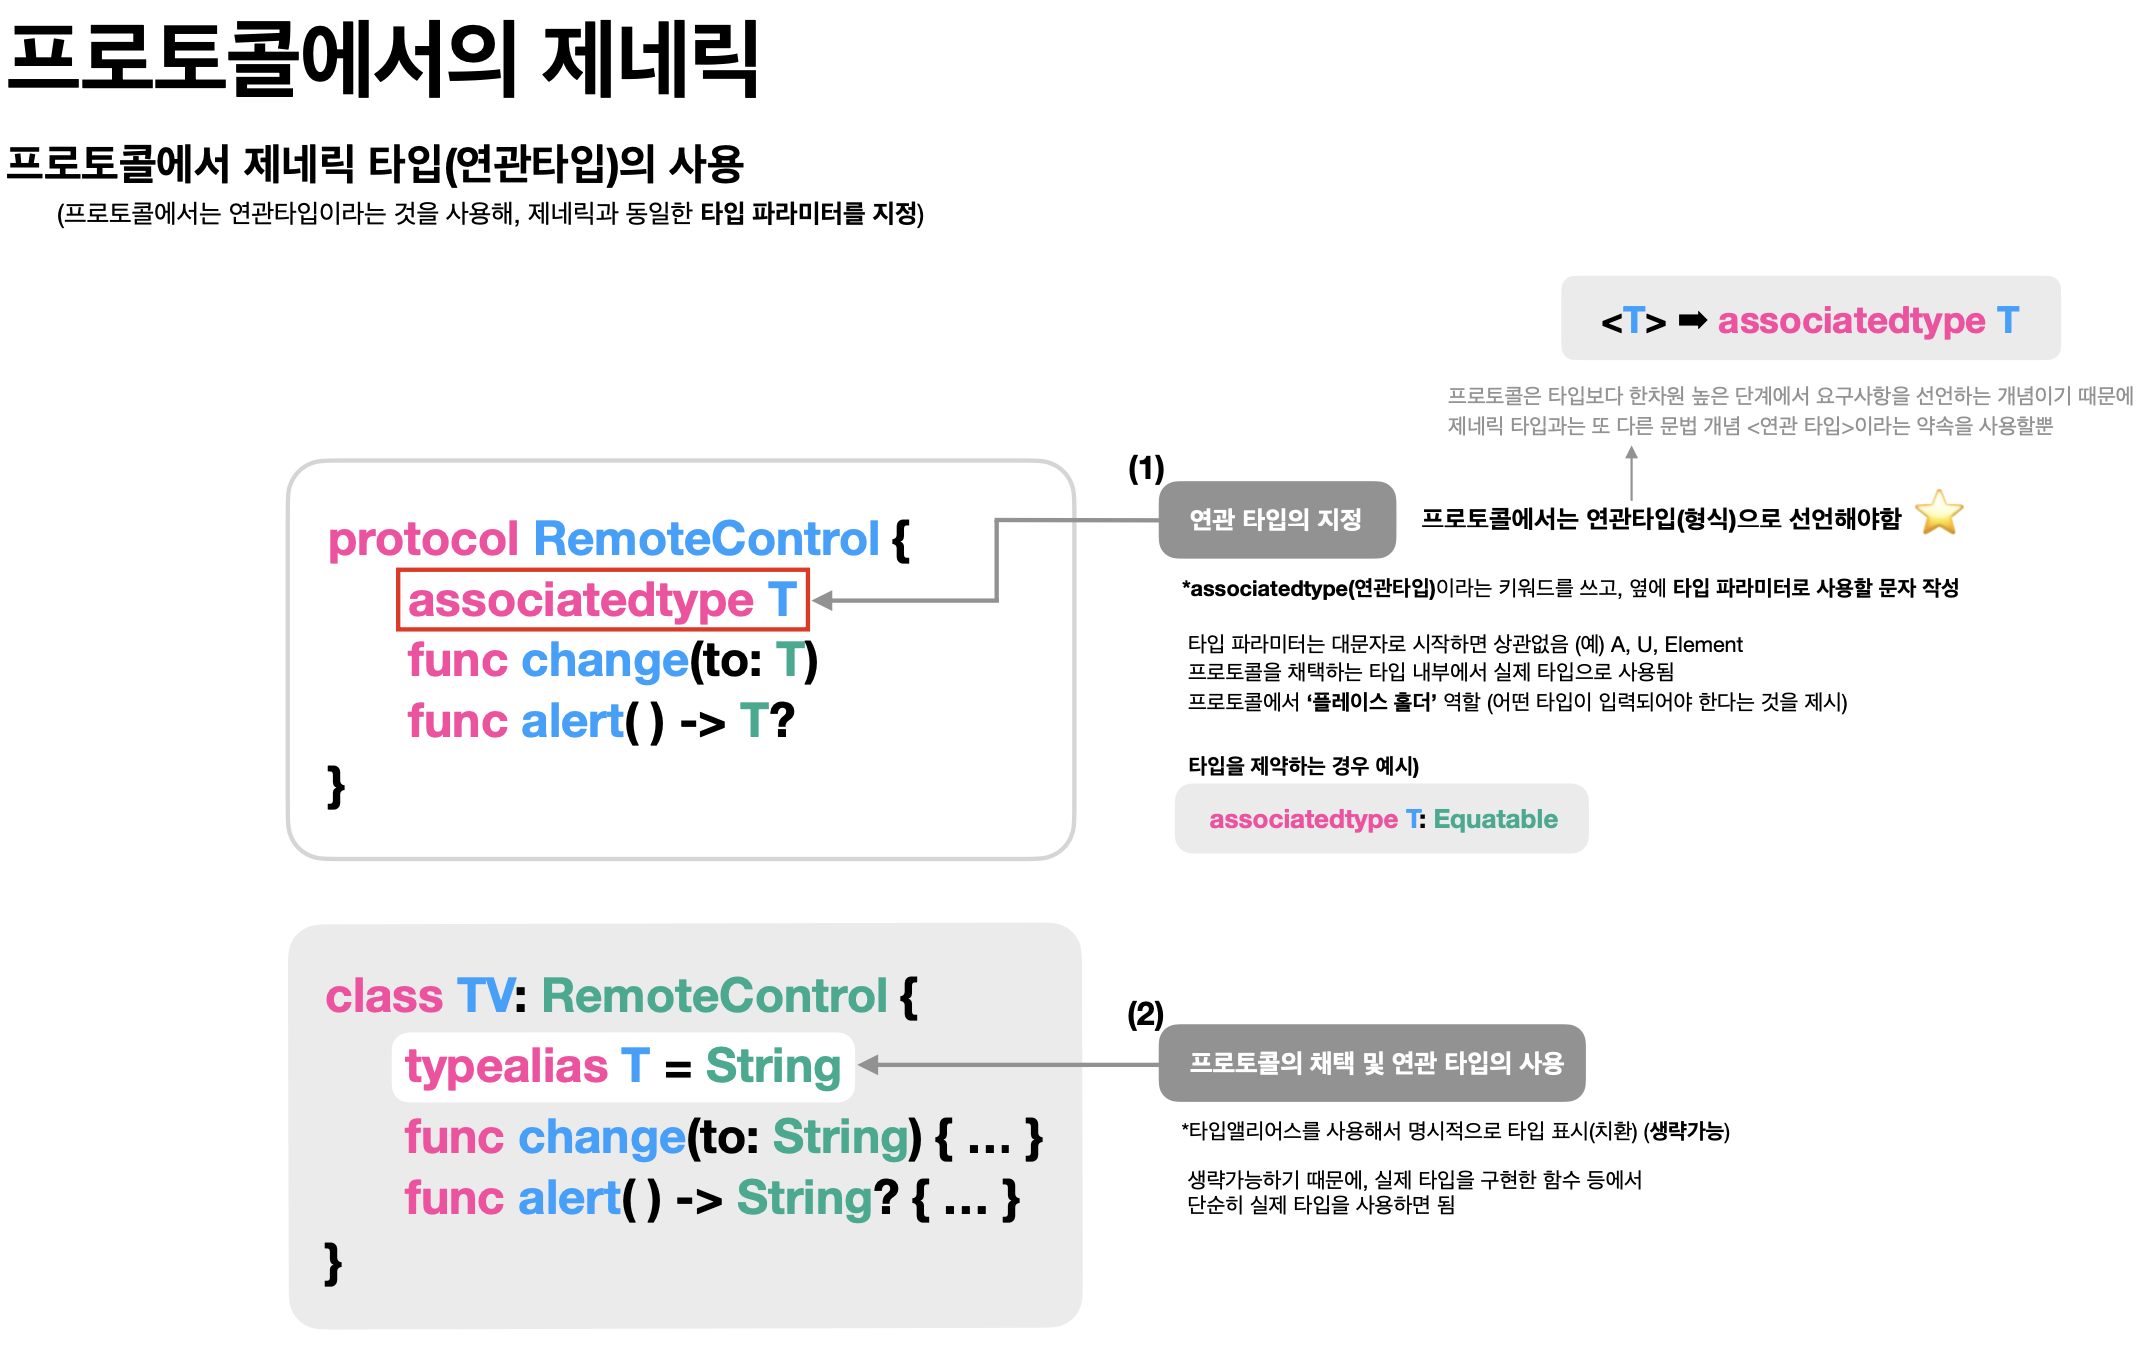 프로토콜에서의 제네릭
프로토콜에서 제네릭 타입(연관타입)의 사용
(프로토콜에서는 연관타입이라는 것을 사용해, 제네릭과 동일한 타입 파라미터를 지정)
<T> ➡ associatedtype T
프로토콜은 타입보다 한차원 높은 단계에서 요구사항을 선언하는 개념이기 때문에
제네릭 타입과는 또 다른 문법 개념 <연관 타입>이라는 약속을 사용할뿐
(1)
연관 타입의 지정
프로토콜에서는 연관타입(형식)으로 선언해야함 ⭐
protocol RemoteControl {
associatedtype T
func change(to: T)
func alert( ) -> T?
}
*associatedtype(연관타입)이라는 키워드를 쓰고, 옆에 타입 파라미터로 사용할 문자 작성
타입 파라미터는 대문자로 시작하면 상관없음 (예) A, U, Element
프로토콜을 채택하는 타입 내부에서 실제 타입으로 사용됨
프로토콜에서 ‘플레이스 홀더’ 역할 (어떤 타입이 입력되어야 한다는 것을 제시)
타입을 제약하는 경우 예시)
associatedtype T: Equatable
class TV: RemoteControl {
typealias T = String
func change(to: String) { ... }
func alert( ) -> String? { ... }
}
(2)
프로토콜의 채택 및 연관 타입의 사용
*타입앨리어스를 사용해서 명시적으로 타입 표시(치환) (생략가능)
생략가능하기 때문에, 실제 타입을 구현한 함수 등에서
단순히 실제 타입을 사용하면 됨